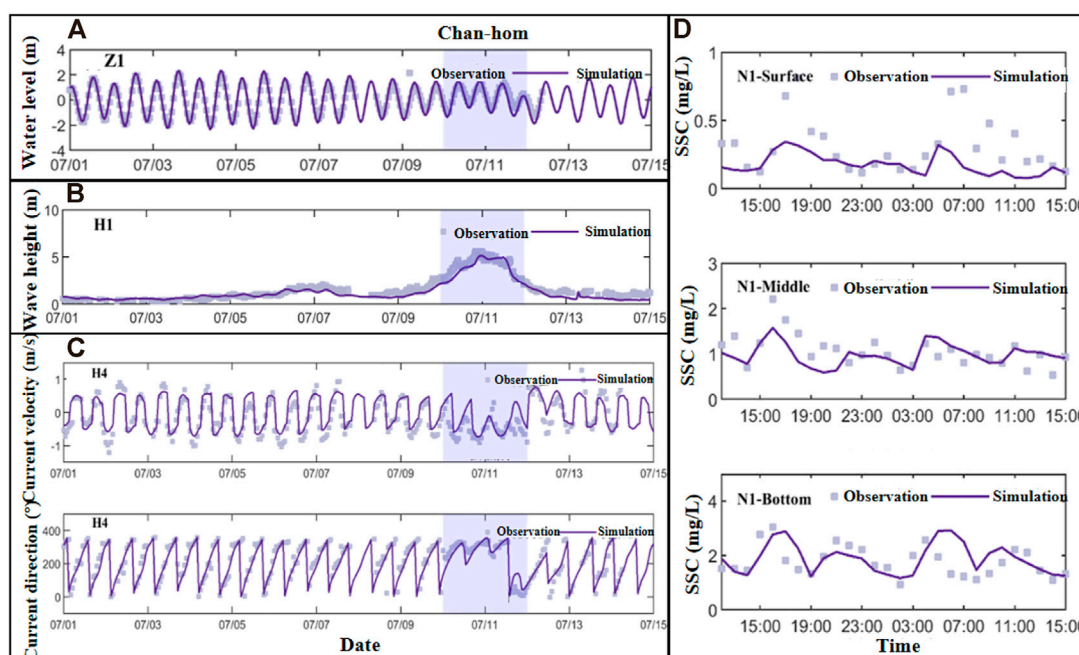 A
Chan-hom
Z1
Observation
Simulation
Water level (m)
4
2
0
-2
-4
07/01
07/03
07/05
07/07
07/09
07/11
07/13
07/15
B
H1
Observation
Simulation
Wave height (m)
10
5
0
07/01
07/03
07/05
07/07
07/09
07/11
07/13
07/15
C
H4
Observation
Simulation
Current velocity (m/s)
1
0
-1
07/01
07/03
07/05
07/07
07/09
07/11
07/13
07/15
H4
Observation
Simulation
Current direction (°)
400
200
0
07/01
07/03
07/05
07/07
07/09
07/11
07/13
07/15
Date
D
N1-Surface
Observation
Simulation
SSC (mg/L)
1
0.5
0
15:00
19:00
23:00
03:00
07:00
11:00
15:00
N1-Middle
Observation
Simulation
SSC (mg/L)
3
2
1
0
15:00
19:00
23:00
03:00
07:00
11:00
15:00
N1-Bottom
Observation
Simulation
SSC (mg/L)
4
2
0
15:00
19:00
23:00
03:00
07:00
11:00
15:00
Time